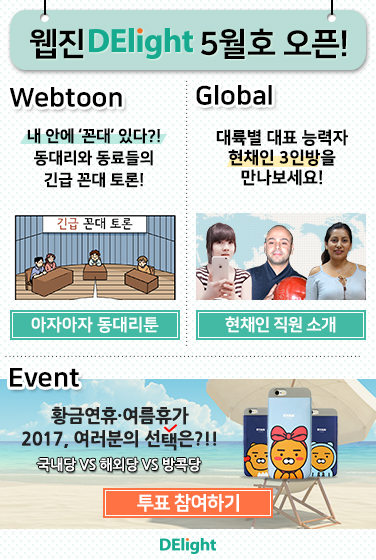 웹진 DElight 5월호 오픈!
Webtoon
내 안에 '꼰대' 있다?!
동대리와 동료들의
긴급 꼰대 토론!
긴급 꼰대 토론
아자아자 동대리툰
Global
대륙별 대표 능력자
현채인 3인방을
만나보세요!
현채인 직원 소개
Event
황금연휴·여름휴가
2017, 여러분의 선택은?!!
국내당 VS 해외당 VS 방콕당
투표 참여하기
DElight